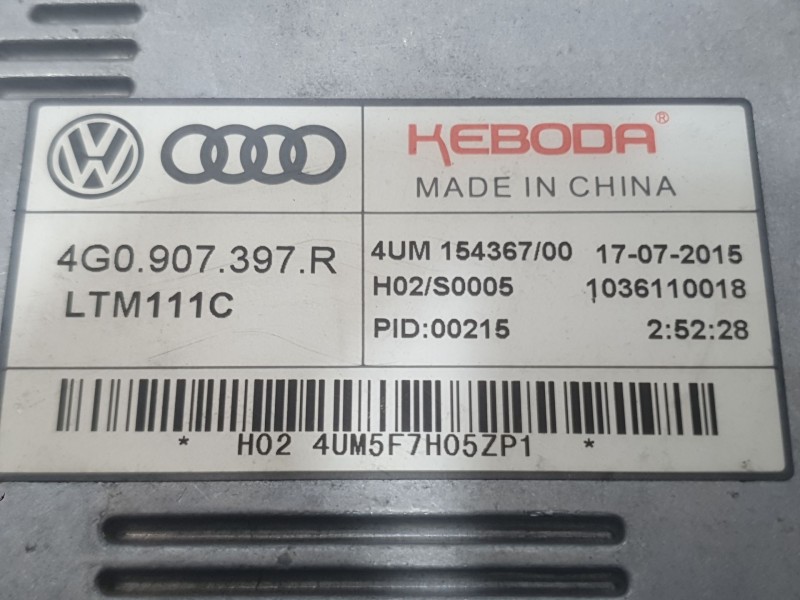 VW
KEBODA®
MADE IN CHINA
4G0.907.397.R
LTM111C
4UM 154367/00 17-07-2015
H02/S0005 1036110018
PID:00215 2:52:28
* H02 4UM5F7H05ZP1 *